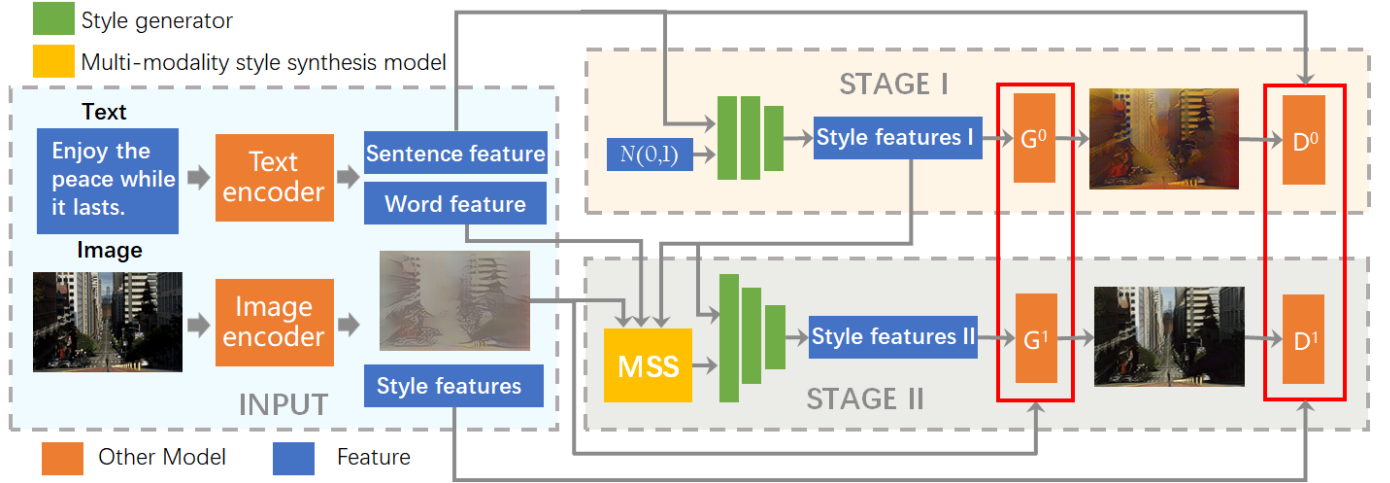 Style generator
Multi-modality style synthesis model
Text
Enjoy the
peace while
it lasts.
Text
encoder
Sentence feature
Word feature
Image
Image
encoder
Style features
INPUT
STAGE I
N(0,1)
Style features I
G⁰
D⁰
MSS
Style features II
G¹
D¹
STAGE II
Other Model
Feature